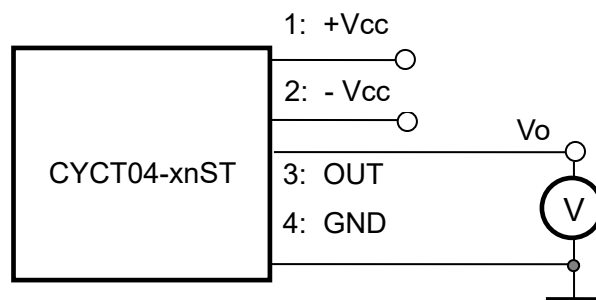 1: +Vcc
2: - Vcc
Vo
CYCT04-xnST
3: OUT
V
4: GND